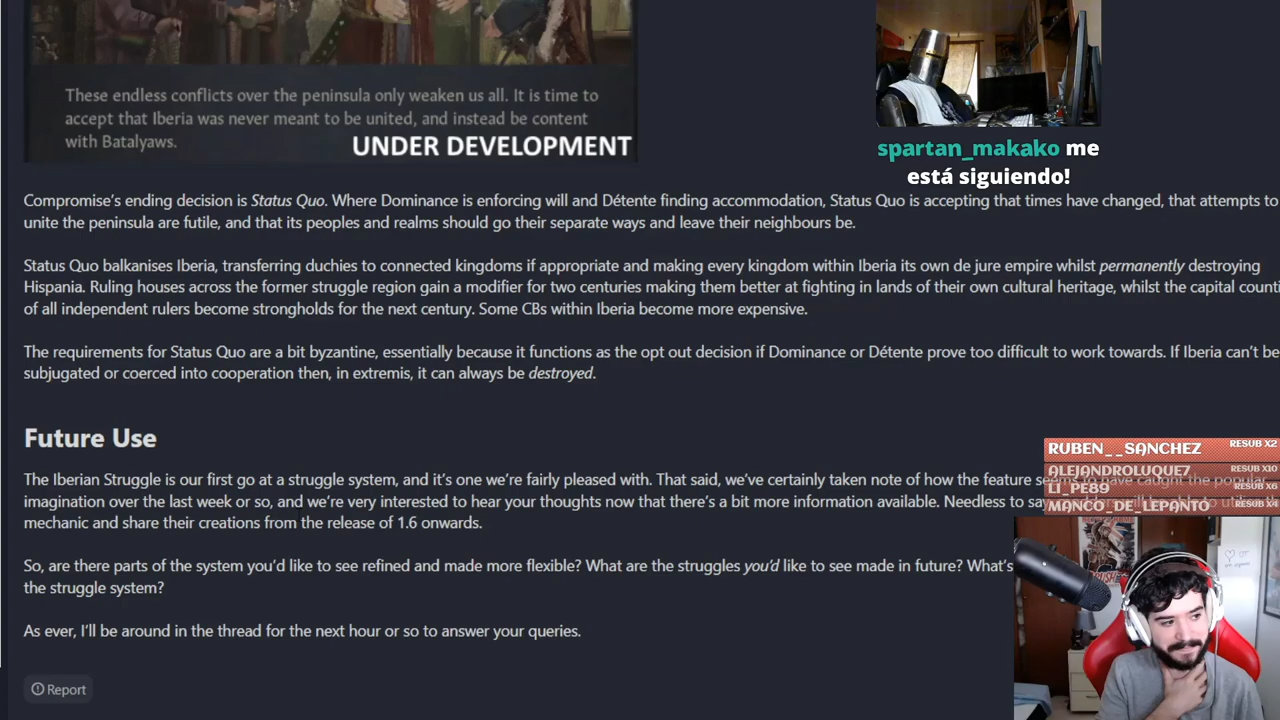 These endless conflicts over the peninsula only weaken us all. It is time to
accept that Iberia was never meant to be united, and instead be content
with Batalyaws.
UNDER DEVELOPMENT
spartan_makako me
está siguiendo!
Compromise's ending decision is Status Quo. Where Dominance is enforcing will and Détente finding accommodation, Status Quo is accepting that times have changed, that attempts to
unite the peninsula are futile, and that its peoples and realms should go their separate ways and leave their neighbours be.
Status Quo balkanises Iberia, transferring duchies to connected kingdoms if appropriate and making every kingdom within Iberia its own de jure empire whilst permanently destroying
Hispania. Ruling houses across the former struggle region gain a modifier for two centuries making them better at fighting in lands of their own cultural heritage, whilst the capital counti
of all independent rulers become strongholds for the next century. Some CBs within Iberia become more expensive.
The requirements for Status Quo are a bit byzantine, essentially because it functions as the opt out decision if Dominance or Détente prove too difficult to work towards. If Iberia can't be
subjugated or coerced into cooperation then, in extremis, it can always be destroyed.
Future Use
The Iberian Struggle is our first go at a struggle system, and it's one we're fairly pleased with. That said, we've certainly taken note of how the feature seems to have caught the popular
imagination over the last week or so, and we're very interested to hear your thoughts now that there's a bit more information available. Needless to say
mechanic and share their creations from the release of 1.6 onwards.
RUBEN__SANCHEZ RESUB X2
ALEJANDROLUQUE7 RESUB X10
LI_PE89 RESUB X6
MANCO_DE_LEPANTO RESUB X4
So, are there parts of the system you'd like to see refined and made more flexible? What are the struggles you'd like to see made in future? What's
the struggle system?
As ever, I'll be around in the thread for the next hour or so to answer your queries.
Report